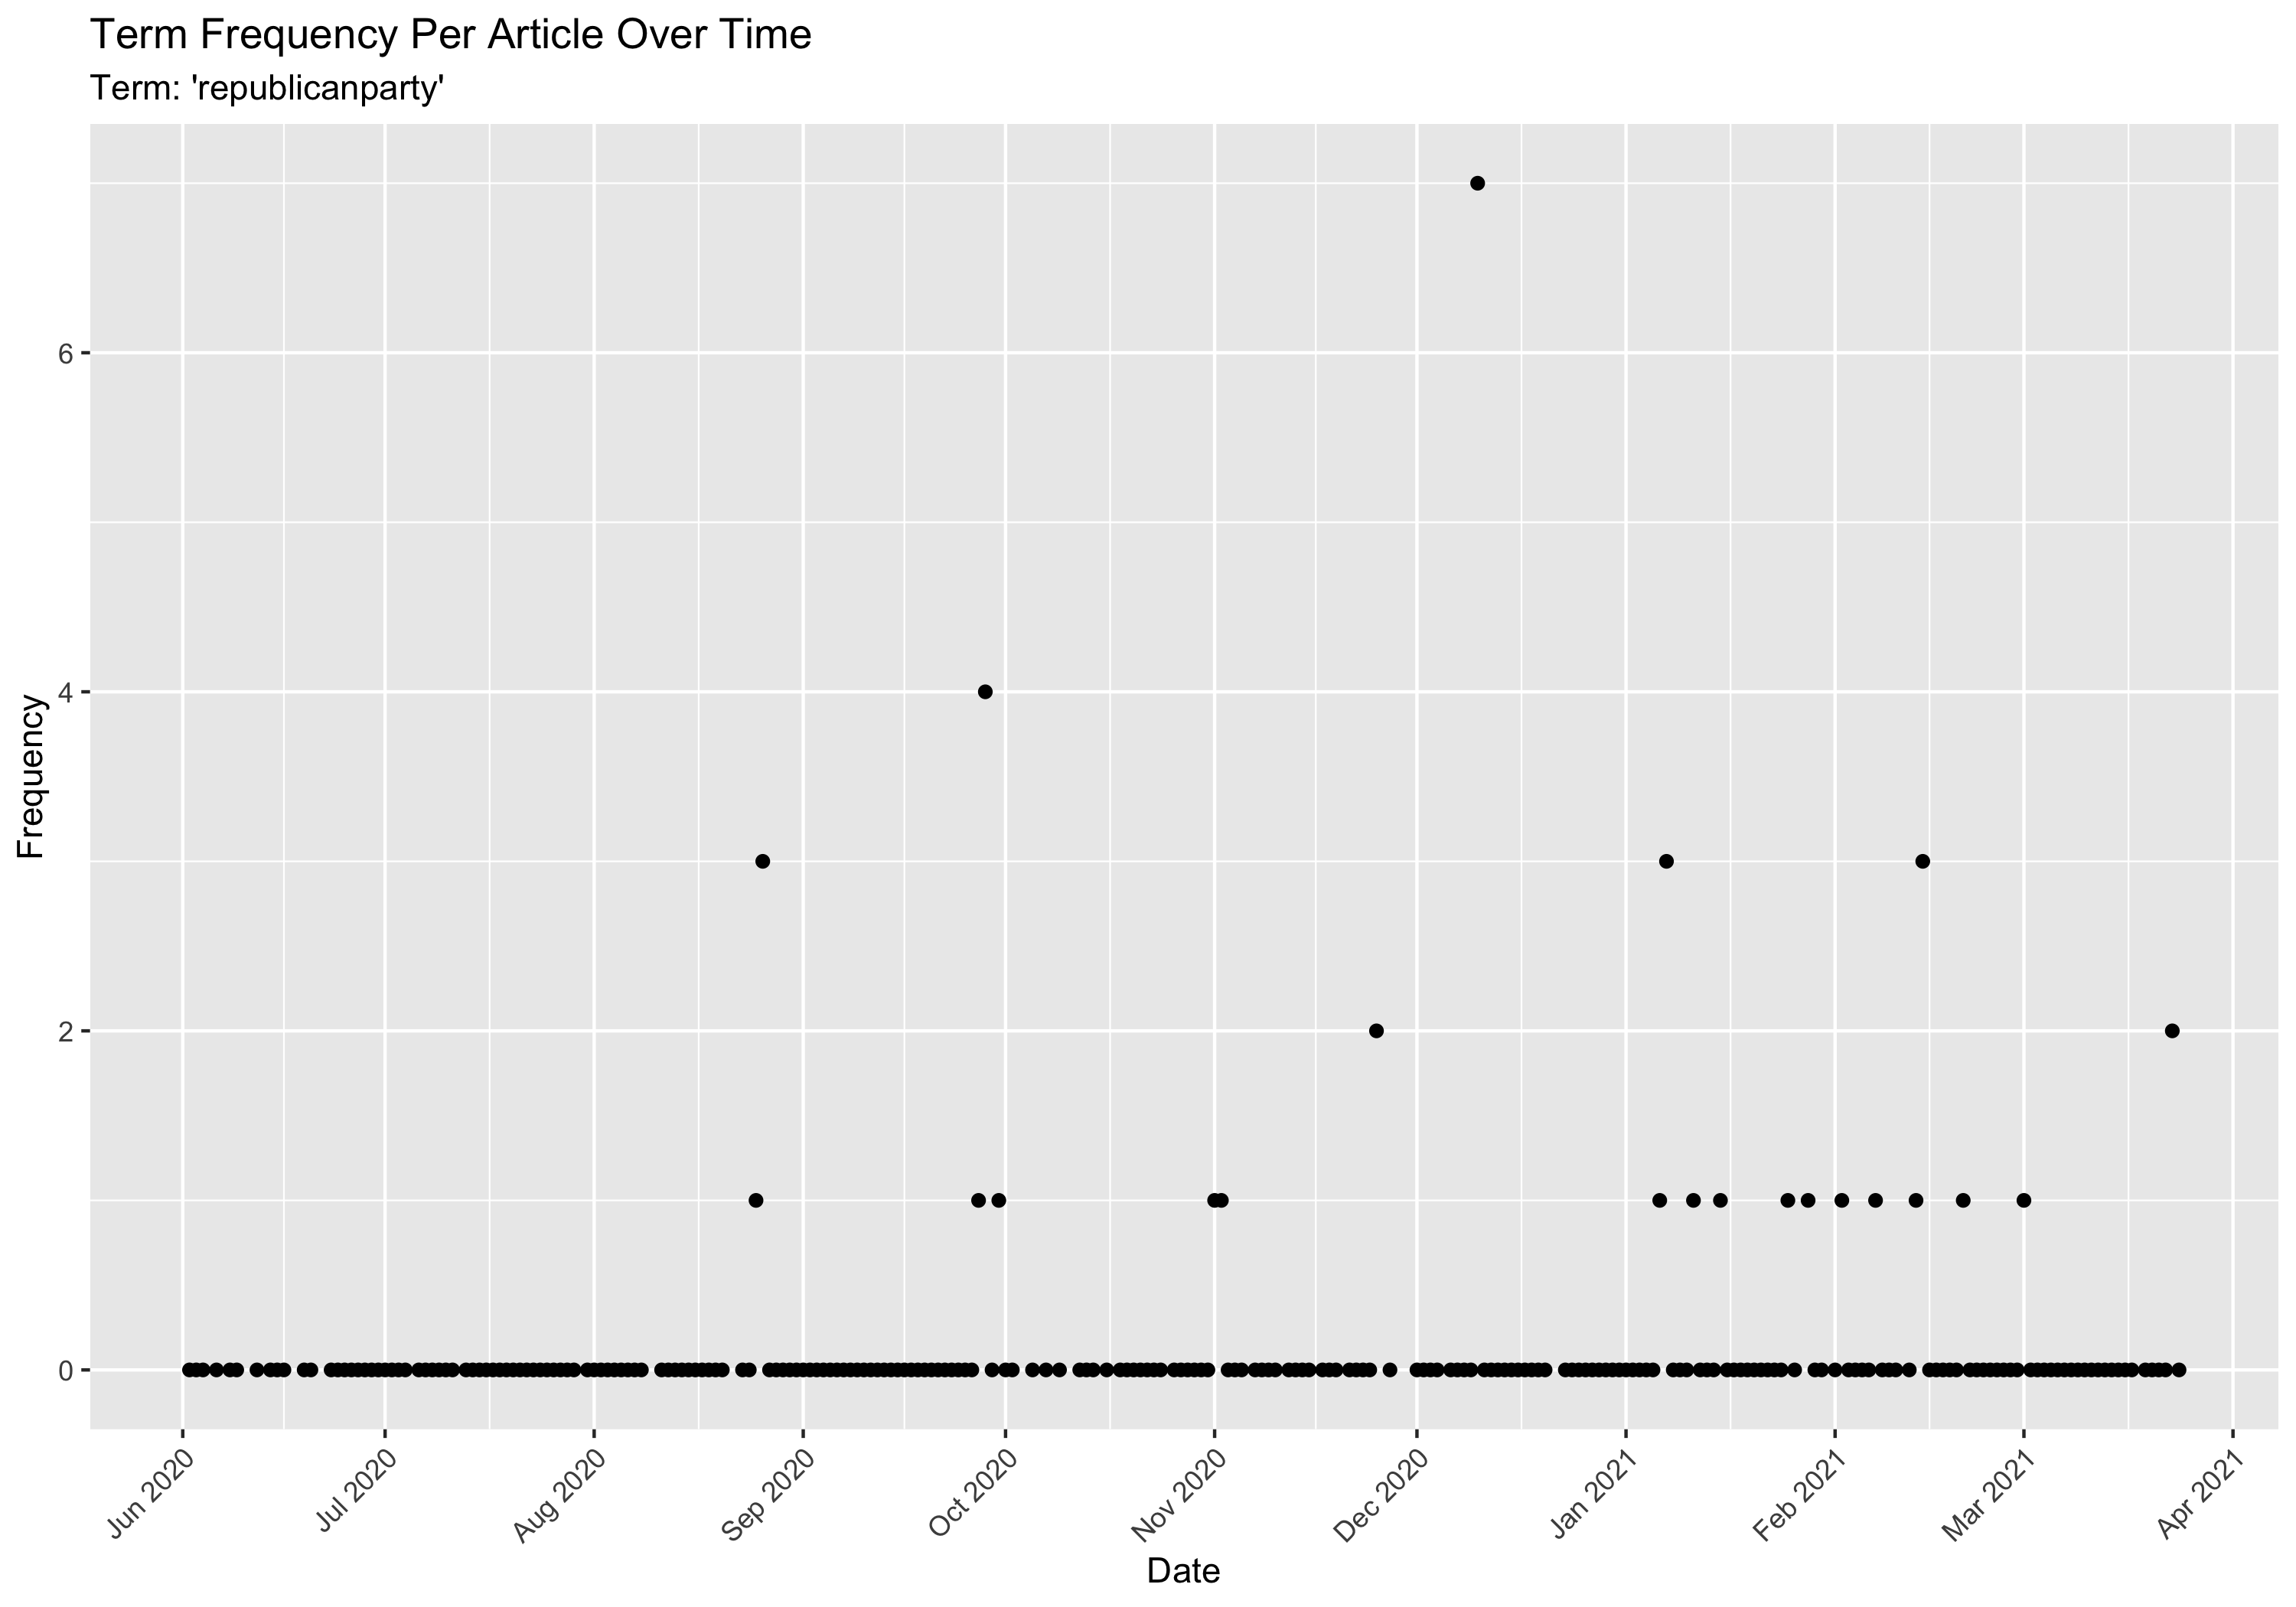 Term Frequency Per Article Over Time
Term: 'republicanparty'
6
4
2
0
Frequency
Jun 2020
Jul 2020
Aug 2020
Sep 2020
Oct 2020
Nov 2020
Dec 2020
Jan 2021
Feb 2021
Mar 2021
Apr 2021
Date